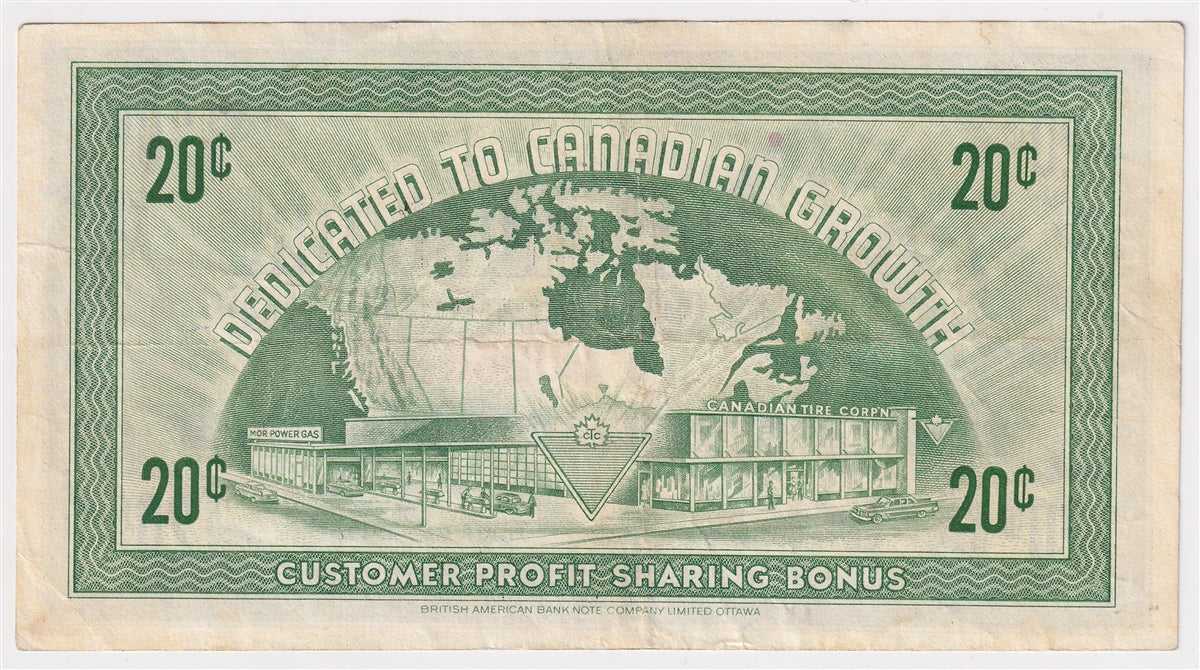 20¢ 20¢
DEDICATED TO CANADIAN GROWTH
CANADIAN TIRE CORPN
MOR-POWER GAS
CTC
20¢ 20¢
CUSTOMER PROFIT SHARING BONUS
BRITISH AMERICAN BANK NOTE COMPANY LIMITED OTTAWA